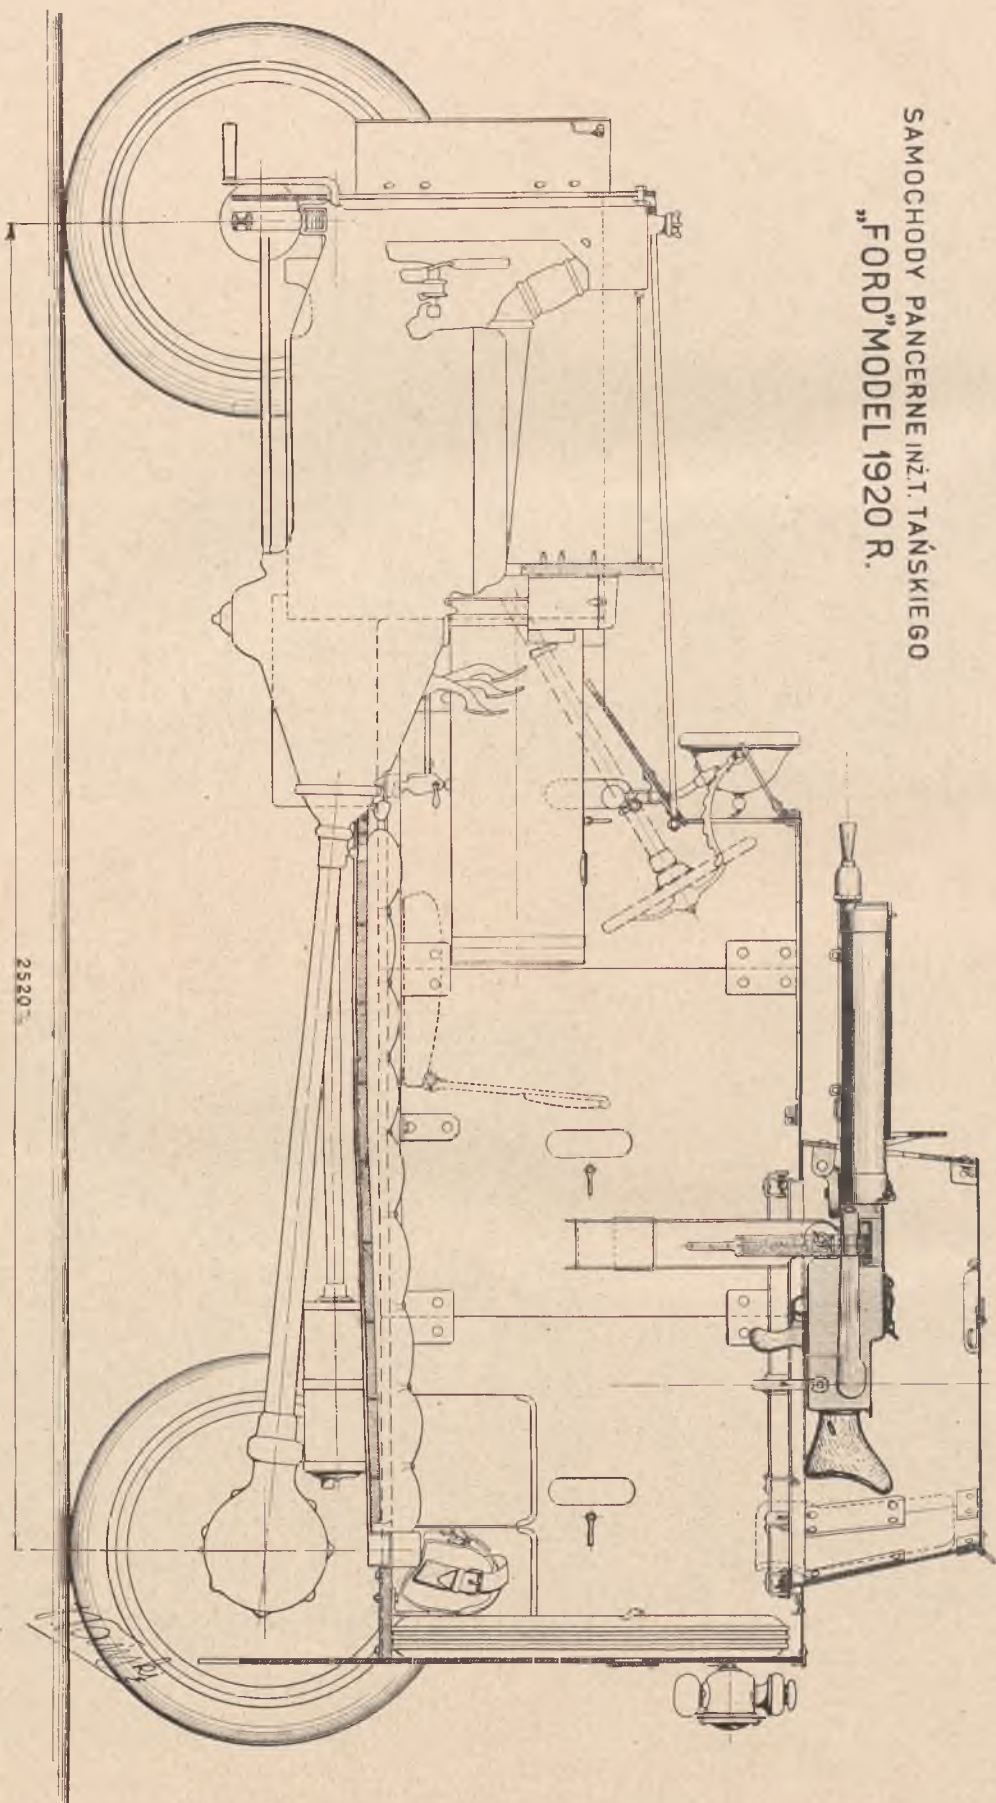 SAMOCHODY PANCERNE INŻ.T. TAŃSKIEGO
„FORD” MODEL 1920 R.
2520 m/m